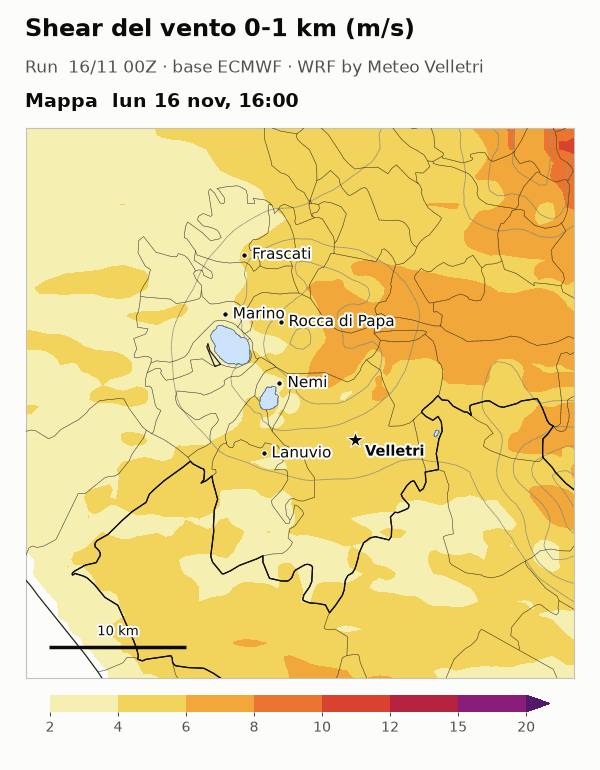 Shear del vento 0-1 km (m/s)
Run  16/11 00Z · base ECMWF · WRF by Meteo Velletri
Mappa  lun 16 nov, 16:00
Frascati
Marino
Rocca di Papa
Nemi
Velletri
Lanuvio
10 km
2 4 6 8 10 12 15 20